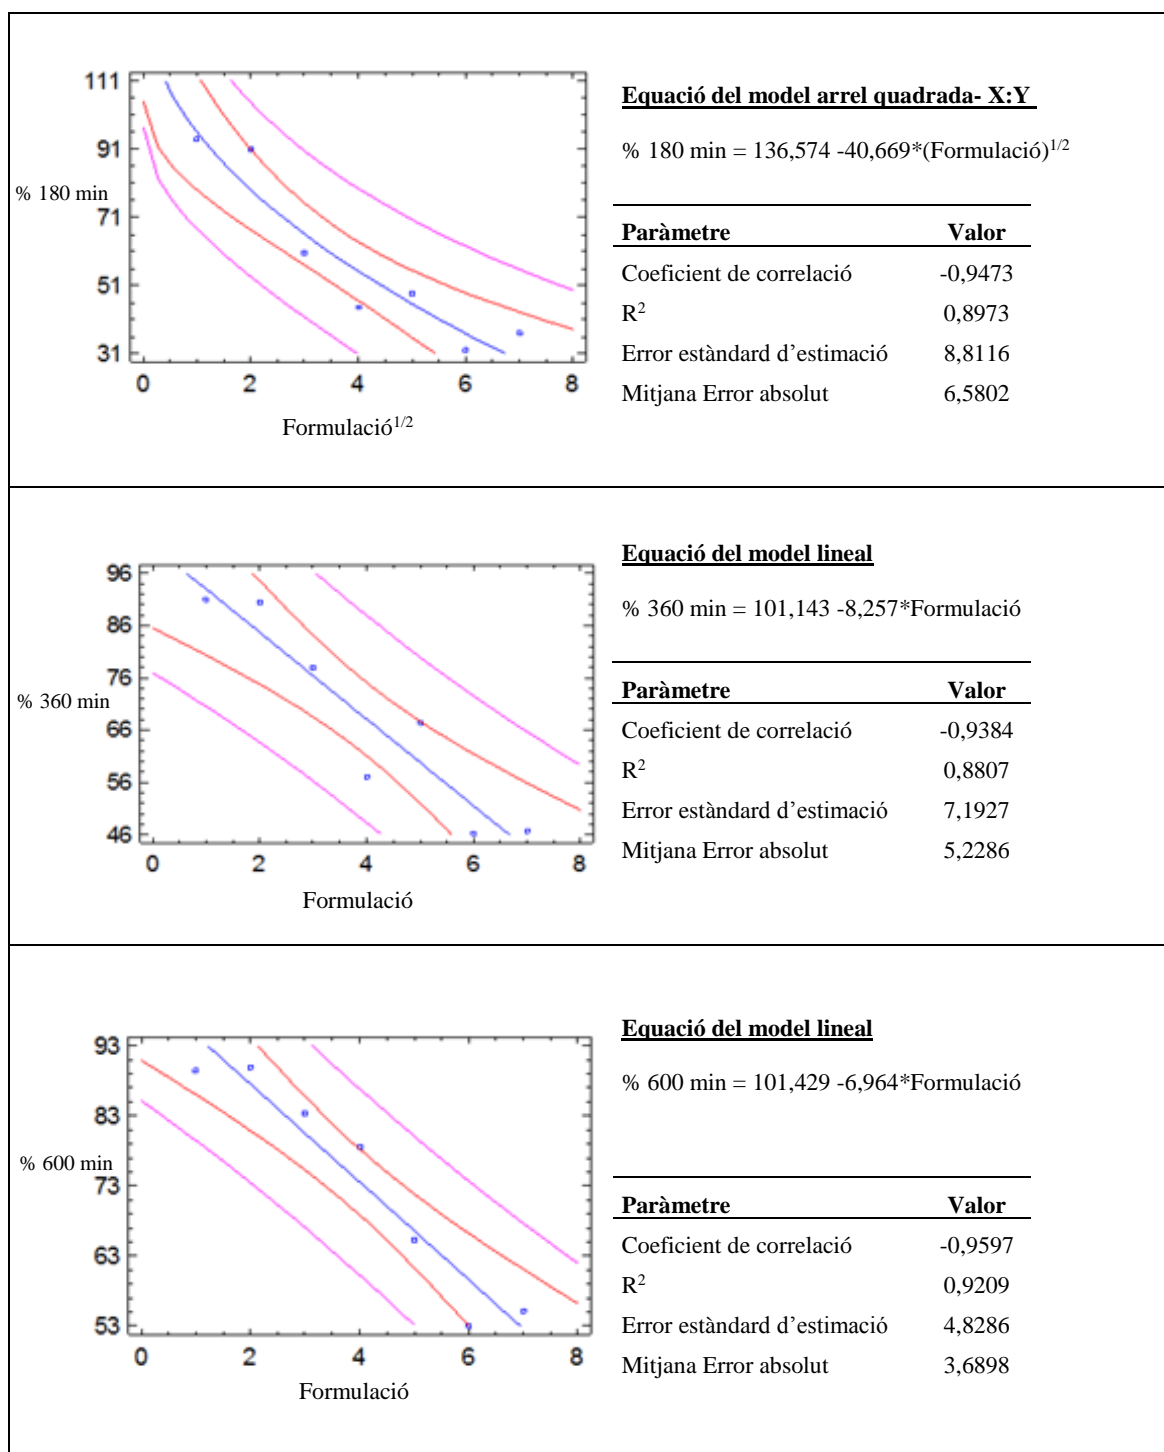 111
91
% 180 min
71
51
31
0 2 4 6 8
Formulació1/2
Equació del model arrel quadrada- X:Y
% 180 min = 136,574 -40,669*(Formulació)1/2
Paràmetre Valor
Coeficient de correlació -0,9473
R2 0,8973
Error estàndard d’estimació 8,8116
Mitjana Error absolut 6,5802
96
86
76
% 360 min
66
56
46
0 2 4 6 8
Formulació
Equació del model lineal
% 360 min = 101,143 -8,257*Formulació
Paràmetre Valor
Coeficient de correlació -0,9384
R2 0,8807
Error estàndard d’estimació 7,1927
Mitjana Error absolut 5,2286
93
83
% 600 min
73
63
53
0 2 4 6 8
Formulació
Equació del model lineal
% 600 min = 101,429 -6,964*Formulació
Paràmetre Valor
Coeficient de correlació -0,9597
R2 0,9209
Error estàndard d’estimació 4,8286
Mitjana Error absolut 3,6898